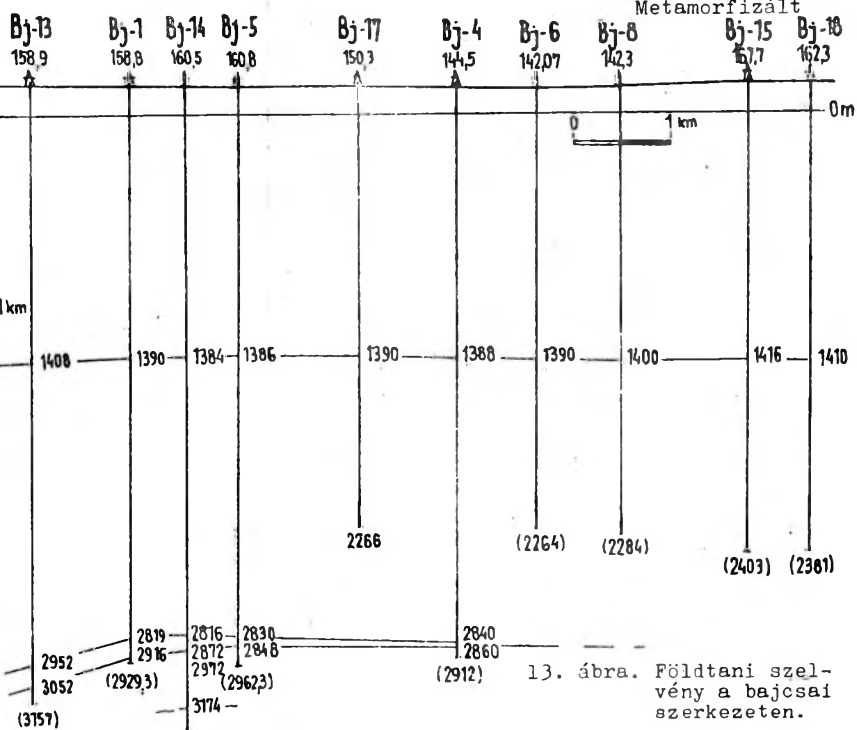 Metamorfizált
Bj-13 Bj-1 Bj-14 Bj-5 Bj-17 Bj-4 Bj-6 Bj-8 Bj-15 Bj-18
158,9 158,8 160,5 160,8 150,3 144,5 142,07 142,3 157,7 162,3
0m
0 1 km
1 km
1408 1390 1384 1386 1390 1388 1390 1400 1416 1410
2266 (2264) (2284) (2403) (2381)
2819 2816 2830 2840
2916 2872 2848 2860
2952 2972
3052 (2929,3) (2962,3) (2912)
3174
(3157)
13. ábra. Földtani szel-
vény a bajcsai
szerkezeten.